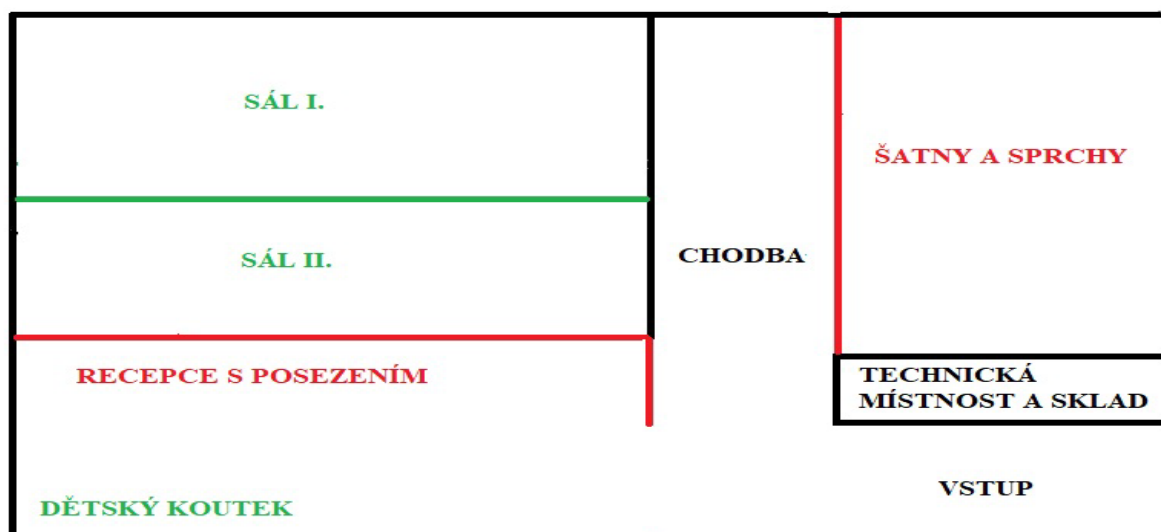 SÁL I.
ŠATNY A SPRCHY
SÁL II.
CHODBA
RECEPCE S POSEZENÍM
TECHNICKÁ
MÍSTNOST A SKLAD
VSTUP
DĚTSKÝ KOUTEK